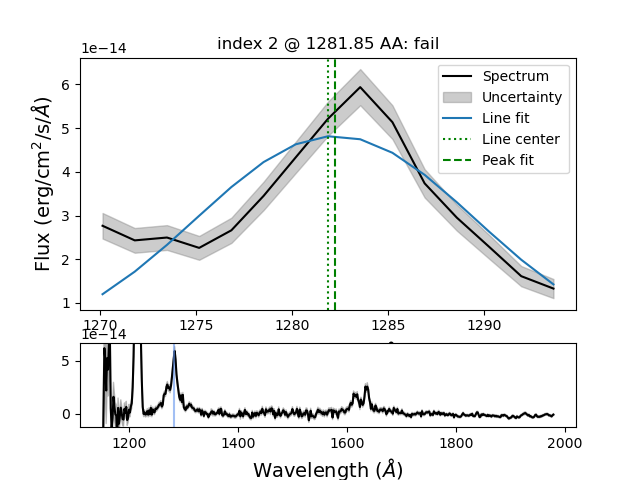 index 2 @ 1281.85 AA: fail
1e−14
6
5
4
3
2
1
Flux (erg/cm²/s/Å)
Spectrum
Uncertainty
Line fit
Line center
Peak fit
1270 1275 1280 1285 1290
1e−14
5
0
1200 1400 1600 1800 2000
Wavelength (Å)